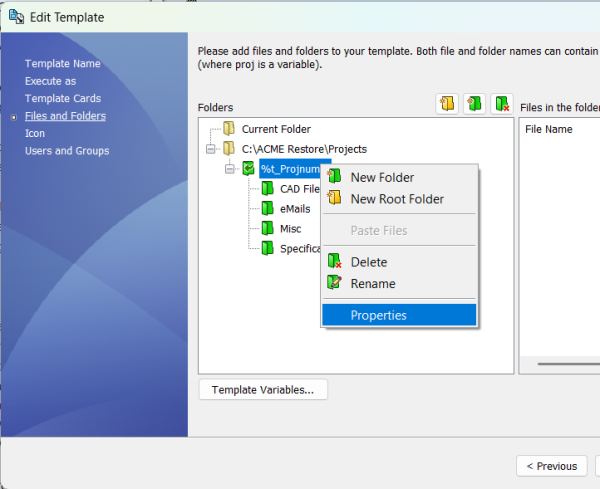 Edit Template
Template Name
Execute as
Template Cards
Files and Folders
Icon
Users and Groups
Please add files and folders to your template. Both file and folder names can contain
(where proj is a variable).
Folders
Files in the folder
Current Folder
C:\ACME Restore\Projects
%t_Projnum
CAD File
eMails
Misc
Specifica
New Folder
New Root Folder
Paste Files
Delete
Rename
Properties
File Name
Template Variables...
< Previous